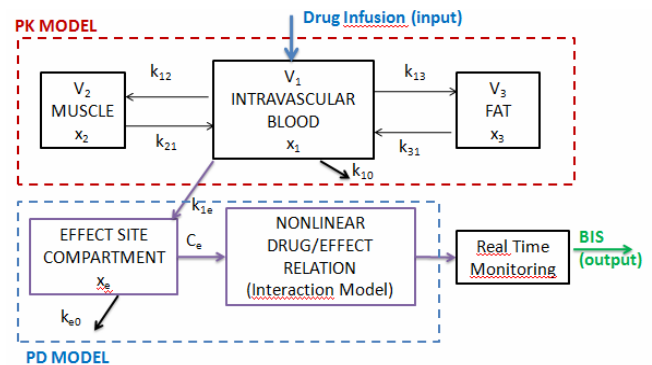 Drug Infusion (input)
PK MODEL
V2
MUSCLE
x2
k12
k21
V1
INTRAVASCULAR
BLOOD
x1
k13
k31
V3
FAT
x3
k10
k1e
EFFECT SITE
COMPARTMENT
xe
Ce
NONLINEAR
DRUG/EFFECT
RELATION
(Interaction Model)
Real Time
Monitoring
BIS
(output)
ke0
PD MODEL